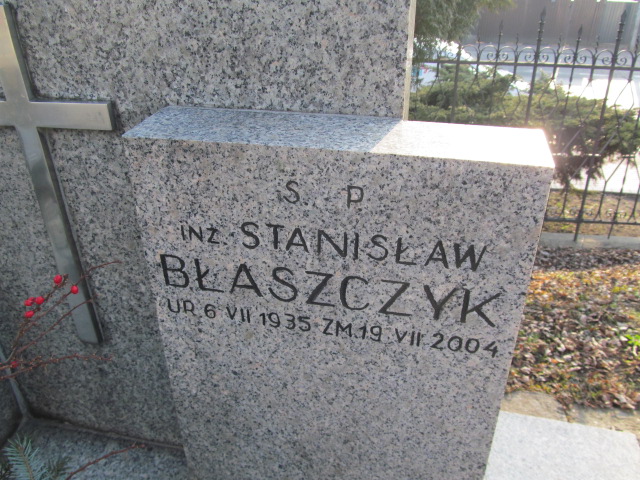 Ś P
INŻ STANISŁAW
BŁASZCZYK
UR. 6 VII 1935 ZM. 19. VII 2004